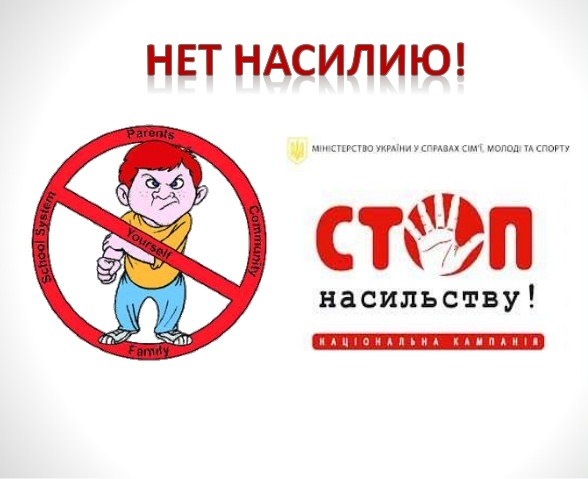 НЕТ НАСИЛИЮ!
Parents
School System
Yourself
Community
Family
МІНІСТЕРСТВО УКРАЇНИ У СПРАВАХ СІМ'Ї, МОЛОДІ ТА СПОРТУ
СТОП
насильству!
НАЦІОНАЛЬНА КАМПАНІЯ